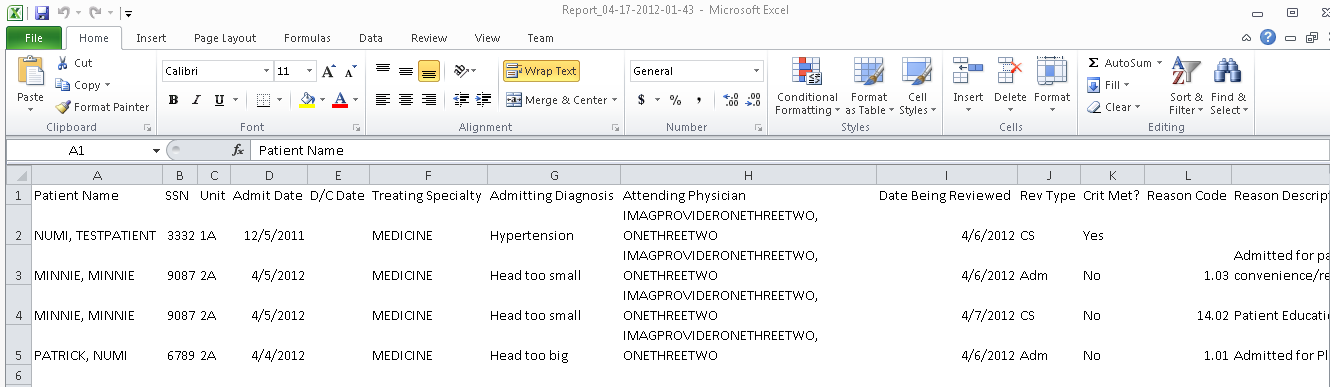 Report_04-17-2012-01-43 - Microsoft Excel
File Home Insert Page Layout Formulas Data Review View Team
Paste
Cut
Copy
Format Painter
Clipboard
Calibri 11
B I U
Font
Wrap Text
Merge & Center
Alignment
General
$ % ,
Number
Conditional Formatting
Format as Table
Cell Styles
Styles
Insert Delete Format
Cells
AutoSum
Fill
Clear
Sort & Filter
Find & Select
Editing
A1 fx Patient Name
A B C D E F G H I J K L
1 Patient Name SSN Unit Admit Date D/C Date Treating Specialty Admitting Diagnosis Attending Physician Date Being Reviewed Rev Type Crit Met? Reason Code Reason Descript
IMAGPROVIDERONETHREETWO,
2 NUMI, TESTPATIENT 3332 1A 12/5/2011 MEDICINE Hypertension ONETHREETWO 4/6/2012 CS Yes
IMAGPROVIDERONETHREETWO, Admitted for pa
3 MINNIE, MINNIE 9087 2A 4/5/2012 MEDICINE Head too small ONETHREETWO 4/6/2012 Adm No 1.03 convenience/re
IMAGPROVIDERONETHREETWO,
4 MINNIE, MINNIE 9087 2A 4/5/2012 MEDICINE Head too small ONETHREETWO 4/7/2012 CS No 14.02 Patient Educati
IMAGPROVIDERONETHREETWO,
5 PATRICK, NUMI 6789 2A 4/4/2012 MEDICINE Head too big ONETHREETWO 4/6/2012 Adm No 1.01 Admitted for Pl
6